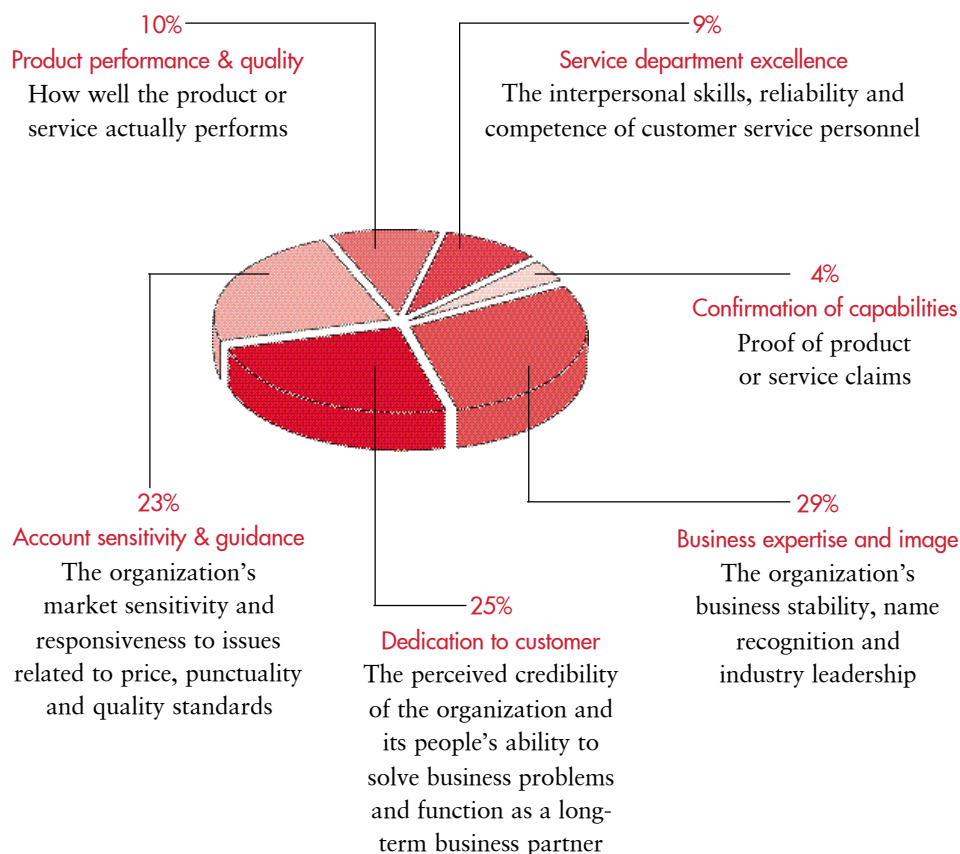 10%
Product performance & quality
How well the product or
service actually performs
9%
Service department excellence
The interpersonal skills, reliability and
competence of customer service personnel
4%
Confirmation of capabilities
Proof of product
or service claims
23%
Account sensitivity & guidance
The organization’s
market sensitivity and
responsiveness to issues
related to price, punctuality
and quality standards
25%
Dedication to customer
The perceived credibility
of the organization and
its people’s ability to
solve business problems
and function as a long-
term business partner
29%
Business expertise and image
The organization’s
business stability, name
recognition and
industry leadership